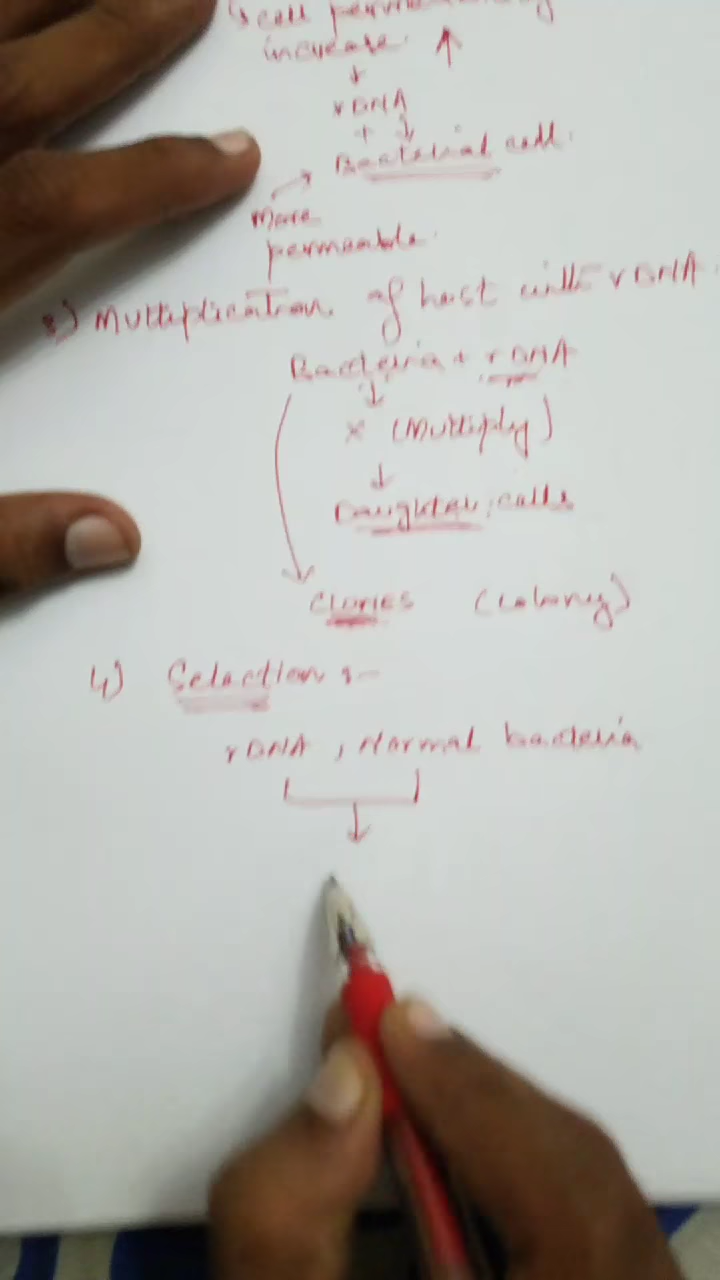 ↳ cell
increase ↑
↓
rDNA
+ ↓
Bacterial cell.
More
permeable.
3) Multiplication of host with rDNA.
Bacteria + rDNA
↓
× (Multiply)
↓
Daughter cells
CLONES (colony)
4) Selection :-
rDNA , Normal bacteria
↓